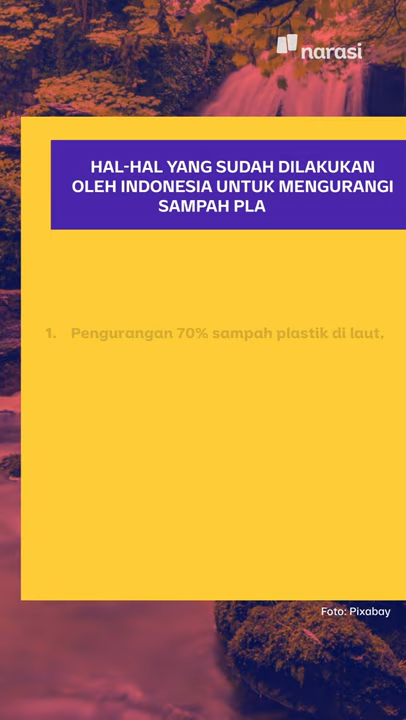 narasi
HAL-HAL YANG SUDAH DILAKUKAN
OLEH INDONESIA UNTUK MENGURANGI
SAMPAH PLA
1. Pengurangan 70% sampah plastik di laut,
Foto: Pixabay